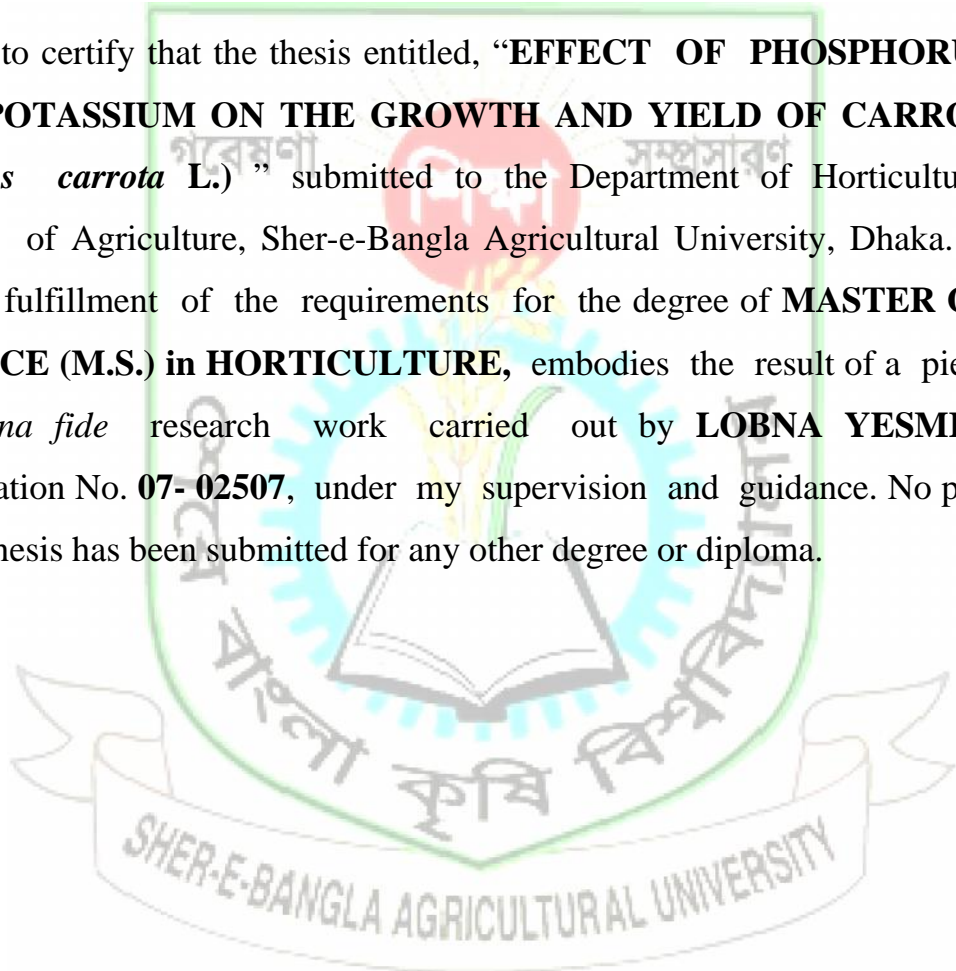 to certify that the thesis entitled, “EFFECT OF PHOSPHORU
POTASSIUM ON THE GROWTH AND YIELD OF CARRO
s carrota L.) ” submitted to the Department of Horticultu
of Agriculture, Sher-e-Bangla Agricultural University, Dhaka.
fulfillment of the requirements for the degree of MASTER O
CE (M.S.) in HORTICULTURE, embodies the result of a pie
na fide research work carried out by LOBNA YESMI
ation No. 07- 02507, under my supervision and guidance. No p
hesis has been submitted for any other degree or diploma.
গবেষণা সম্প্রসারণ
শিক্ষা
শেরে বাংলা কৃষি বিশ্ববিদ্যালয়
SHER-E-BANGLA AGRICULTURAL UNIVERSITY